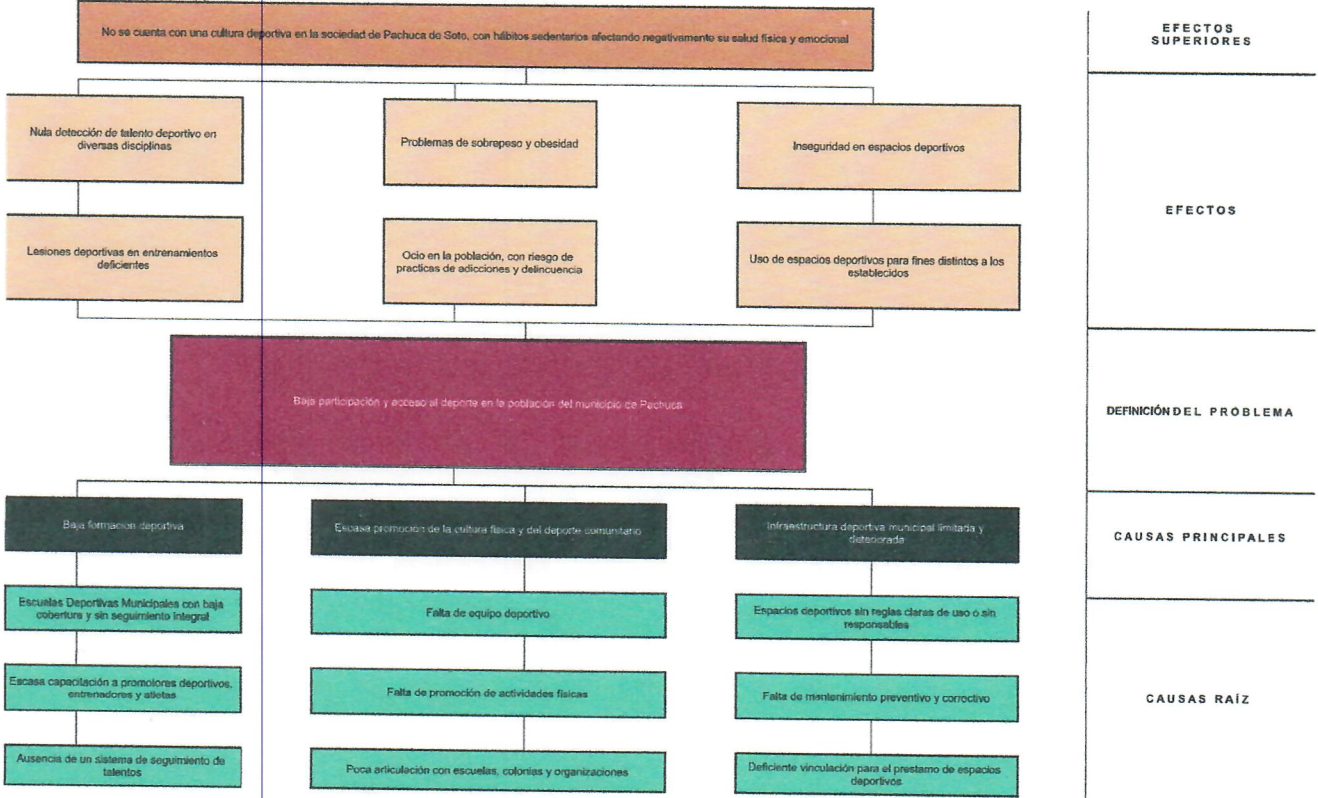 No se cuenta con una cultura deportiva en la sociedad de Pachuca de Soto, con hábitos sedentarios afectando negativamente su salud física y emocional
EFECTOS
SUPERIORES
Nula detección de talento deportivo en
diversas disciplinas
Problemas de sobrepeso y obesidad
Inseguridad en espacios deportivos
EFECTOS
Lesiones deportivas en entrenamientos
deficientes
Ocio en la población, con riesgo de
practicas de adicciones y delincuencia
Uso de espacios deportivos para fines distintos a los
establecidos
Baja participación y acceso al deporte en la población del municipio de Pachuca
DEFINICIÓN DEL PROBLEMA
Baja formación deportiva
Escasa promoción de la cultura física y del deporte comunitario
Infraestructura deportiva municipal limitada y
deteriorada
CAUSAS PRINCIPALES
Escuelas Deportivas Municipales con baja
cobertura y sin seguimiento integral
Falta de equipo deportivo
Espacios deportivos sin reglas claras de uso o sin
responsables
Escasa capacitación a promotores deportivos,
entrenadores y atletas
Falta de promoción de actividades físicas
Falta de mantenimiento preventivo y correctivo
CAUSAS RAÍZ
Ausencia de un sistema de seguimiento de
talentos
Poca articulación con escuelas, colonias y organizaciones
Deficiente vinculación para el prestamo de espacios
deportivos